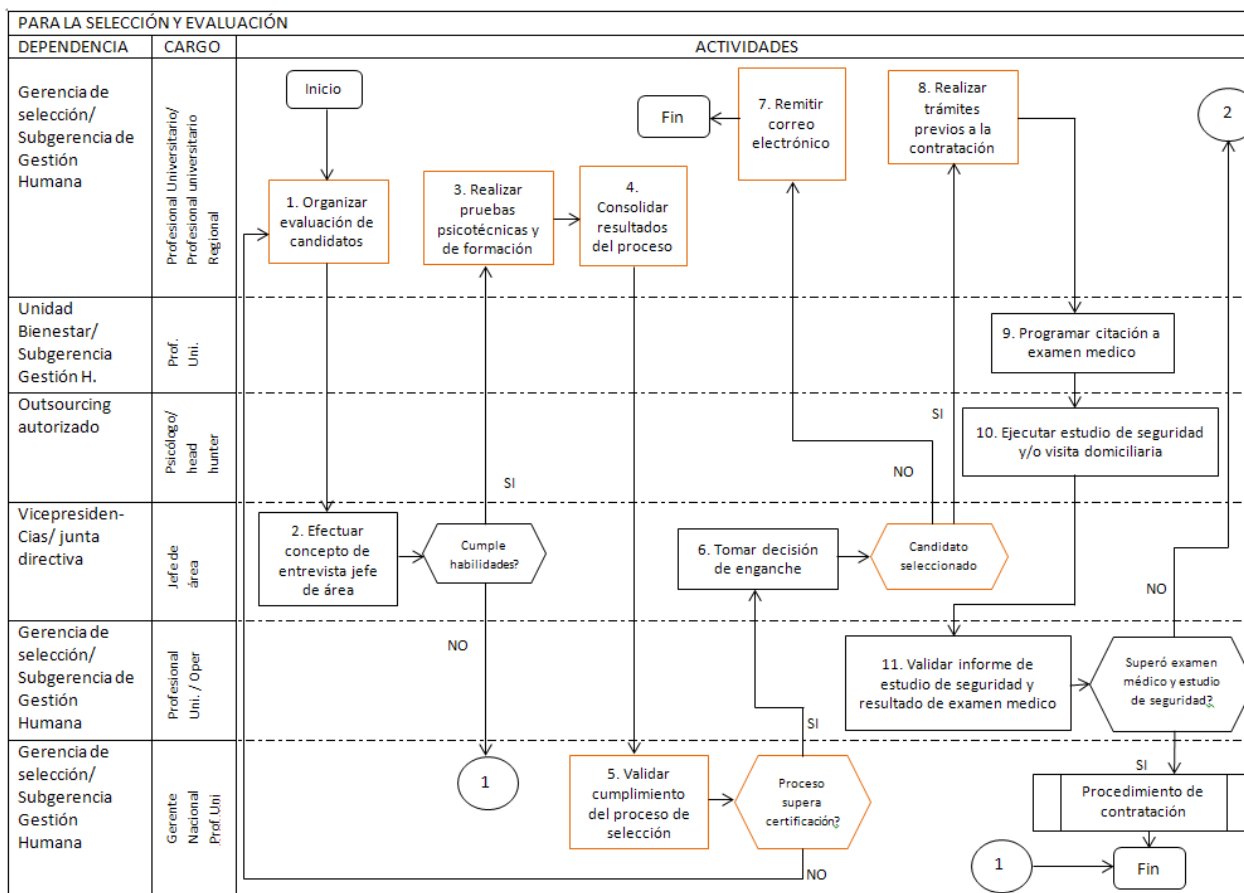 PARA LA SELECCIÓN Y EVALUACIÓN
DEPENDENCIA
CARGO
ACTIVIDADES
Gerencia de
selección/
Subgerencia de
Gestión
Humana
Profesional Universitario/
Profesional universitario
Regional
Inicio
1. Organizar
evaluación de
candidatos
3. Realizar
pruebas
psicotécnicas y
de formación
4.
Consolidar
resultados
del proceso
Fin
7. Remitir
correo
electrónico
8. Realizar
trámites
previos a la
contratación
2
Unidad
Bienestar/
Subgerencia
Gestión H.
Prof.
Uni.
9. Programar citación a
examen medico
Outsourcing
autorizado
Psicólogo/
head
hunter
SI
NO
SI
10. Ejecutar estudio de seguridad
y/o visita domiciliaria
Vicepresiden-
Cias/ junta
directiva
Jefe de
área
2. Efectuar
concepto de
entrevista jefe
de área
Cumple
habilidades?
6. Tomar decisión
de enganche
Candidato
seleccionado
NO
Gerencia de
selección/
Subgerencia de
Gestión
Humana
Profesional
Uni. / Oper
NO
SI
11. Validar informe de
estudio de seguridad y
resultado de examen medico
Superó examen
médico y estudio
de seguridad?
Gerencia de
selección/
Subgerencia
Gestión
Humana
Gerente
Nacional
Prof.Uni
1
5. Validar
cumplimiento
del proceso de
selección
Proceso
supera
certificación?
NO
SI
Procedimiento de
contratación
1
Fin